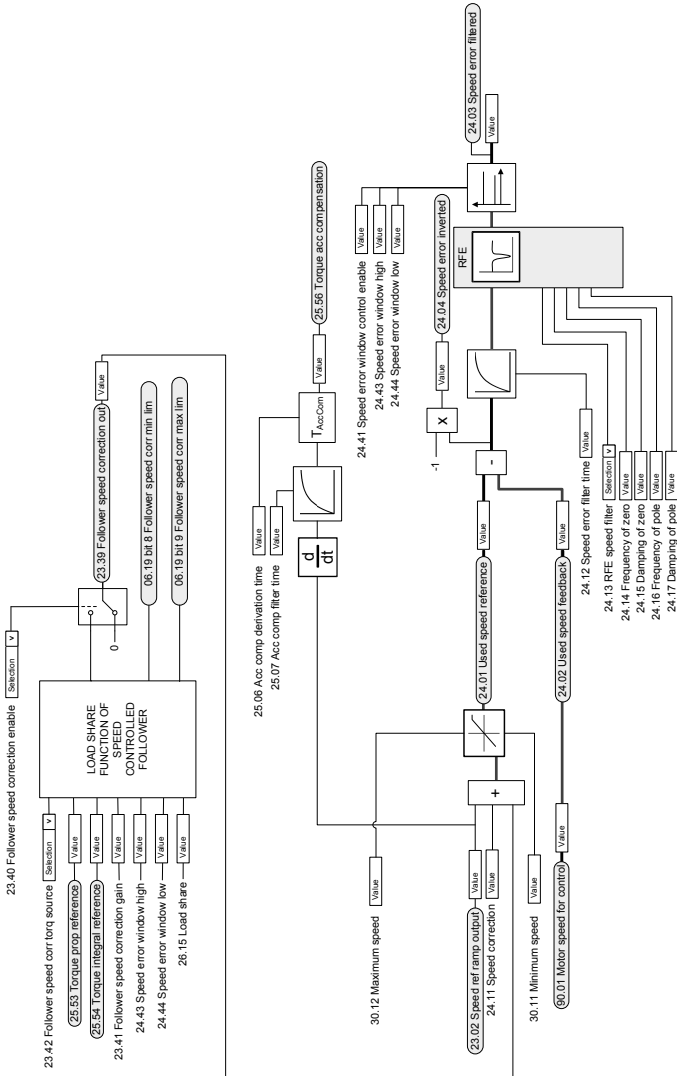 23.40 Follower speed correction enable
Selection v
23.42 Follower speed corr torq source
Selection v
25.53 Torque prop reference
Value
25.54 Torque integral reference
Value
23.41 Follower speed correction gain
Value
24.43 Speed error window high
Value
24.44 Speed error window low
Value
26.15 Load share
Value
LOAD SHARE
FUNCTION OF
SPEED
CONTROLLED
FOLLOWER
0
23.39 Follower speed correction out
Value
06.19 bit 8 Follower speed corr min lim
06.19 bit 9 Follower speed corr max lim
25.06 Acc comp derivation time
Value
25.07 Acc comp filter time
Value
d
dt
TAccCom
Value
25.56 Torque acc compensation
30.12 Maximum speed
Value
23.02 Speed ref ramp output
Value
24.11 Speed correction
Value
+
30.11 Minimum speed
Value
24.01 Used speed reference
Value
90.01 Motor speed for control
Value
24.02 Used speed feedback
Value
-
-1
X
Value
24.04 Speed error inverted
24.41 Speed error window control enable
Value
24.43 Speed error window high
Value
24.44 Speed error window low
Value
RFE
24.03 Speed error filtered
Value
24.12 Speed error filter time
Value
24.13 RFE speed filter
Selection v
24.14 Frequency of zero
Value
24.15 Damping of zero
Value
24.16 Frequency of pole
Value
24.17 Damping of pole
Value